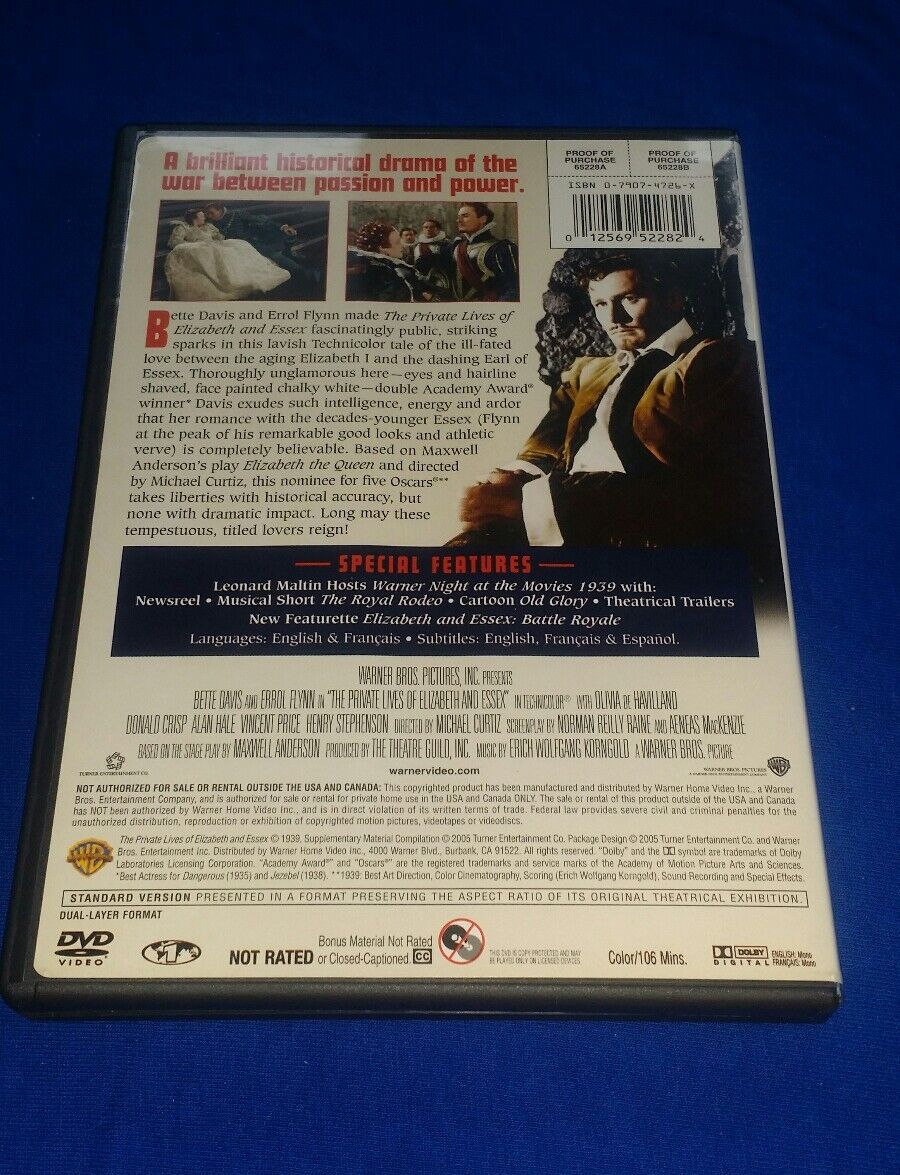 A brilliant historical drama of the
war between passion and power.
PROOF OF
PURCHASE
65228A
PROOF OF
PURCHASE
65228B
ISBN 0-7907-4726-X
0 12569 52282 4
Bette Davis and Errol Flynn made The Private Lives of
Elizabeth and Essex fascinatingly public, striking
sparks in this lavish Technicolor tale of the ill-fated
love between the aging Elizabeth I and the dashing Earl of
Essex. Thoroughly unglamorous here—eyes and hairline
shaved, face painted chalky white—double Academy Award®
winner* Davis exudes such intelligence, energy and ardor
that her romance with the decades-younger Essex (Flynn
at the peak of his remarkable good looks and athletic
verve) is completely believable. Based on Maxwell
Anderson's play Elizabeth the Queen and directed
by Michael Curtiz, this nominee for five Oscars®**
takes liberties with historical accuracy, but
none with dramatic impact. Long may these
tempestuous, titled lovers reign!
SPECIAL FEATURES
Leonard Maltin Hosts Warner Night at the Movies 1939 with:
Newsreel • Musical Short The Royal Rodeo • Cartoon Old Glory • Theatrical Trailers
New Featurette Elizabeth and Essex: Battle Royale
Languages: English & Français • Subtitles: English, Français & Español.
WARNER BROS. PICTURES, INC. PRESENTS
BETTE DAVIS AND ERROL FLYNN IN "THE PRIVATE LIVES OF ELIZABETH AND ESSEX" IN TECHNICOLOR® WITH OLIVIA DE HAVILLAND
DONALD CRISP ALAN HALE VINCENT PRICE HENRY STEPHENSON DIRECTED BY MICHAEL CURTIZ SCREENPLAY BY NORMAN REILLY RAINE AND AENEAS MACKENZIE
BASED ON THE STAGE PLAY BY MAXWELL ANDERSON PRODUCED BY THE THEATRE GUILD, INC. MUSIC BY ERICH WOLFGANG KORNGOLD A WARNER BROS. PICTURE
TURNER ENTERTAINMENT CO.
warnervideo.com
WARNER BROS. PICTURES
A WARNER BROS. ENTERTAINMENT COMPANY
NOT AUTHORIZED FOR SALE OR RENTAL OUTSIDE THE USA AND CANADA: This copyrighted product has been manufactured and distributed by Warner Home Video Inc., a Warner
Bros. Entertainment Company, and is authorized for sale or rental for private home use in the USA and Canada ONLY. The sale or rental of this product outside of the USA and Canada
has NOT been authorized by Warner Home Video Inc., and is in direct violation of its written terms of trade. Federal law provides severe civil and criminal penalties for the
unauthorized distribution, reproduction or exhibition of copyrighted motion pictures, videotapes or videodiscs.
The Private Lives of Elizabeth and Essex © 1939, Supplementary Material Compilation © 2005 Turner Entertainment Co. Package Design © 2005 Turner Entertainment Co. and Warner
Bros. Entertainment Inc. Distributed by Warner Home Video Inc., 4000 Warner Blvd., Burbank, CA 91522. All rights reserved. "Dolby" and the DD symbol are trademarks of Dolby
Laboratories Licensing Corporation. "Academy Award®" and "Oscars®" are the registered trademarks and service marks of the Academy of Motion Picture Arts and Sciences.
*Best Actress for Dangerous (1935) and Jezebel (1938). **1939: Best Art Direction, Color Cinematography, Scoring (Erich Wolfgang Korngold), Sound Recording and Special Effects.
STANDARD VERSION PRESENTED IN A FORMAT PRESERVING THE ASPECT RATIO OF ITS ORIGINAL THEATRICAL EXHIBITION.
DUAL-LAYER FORMAT
DVD
VIDEO
1
NOT RATED
Bonus Material Not Rated
or Closed-Captioned. CC
THIS DVD IS COPY PROTECTED AND MAY
BE PLAYED ONLY ON LICENSED DEVICES.
Color/106 Mins.
DOLBY
DIGITAL
ENGLISH: Mono
FRANÇAIS: Mono